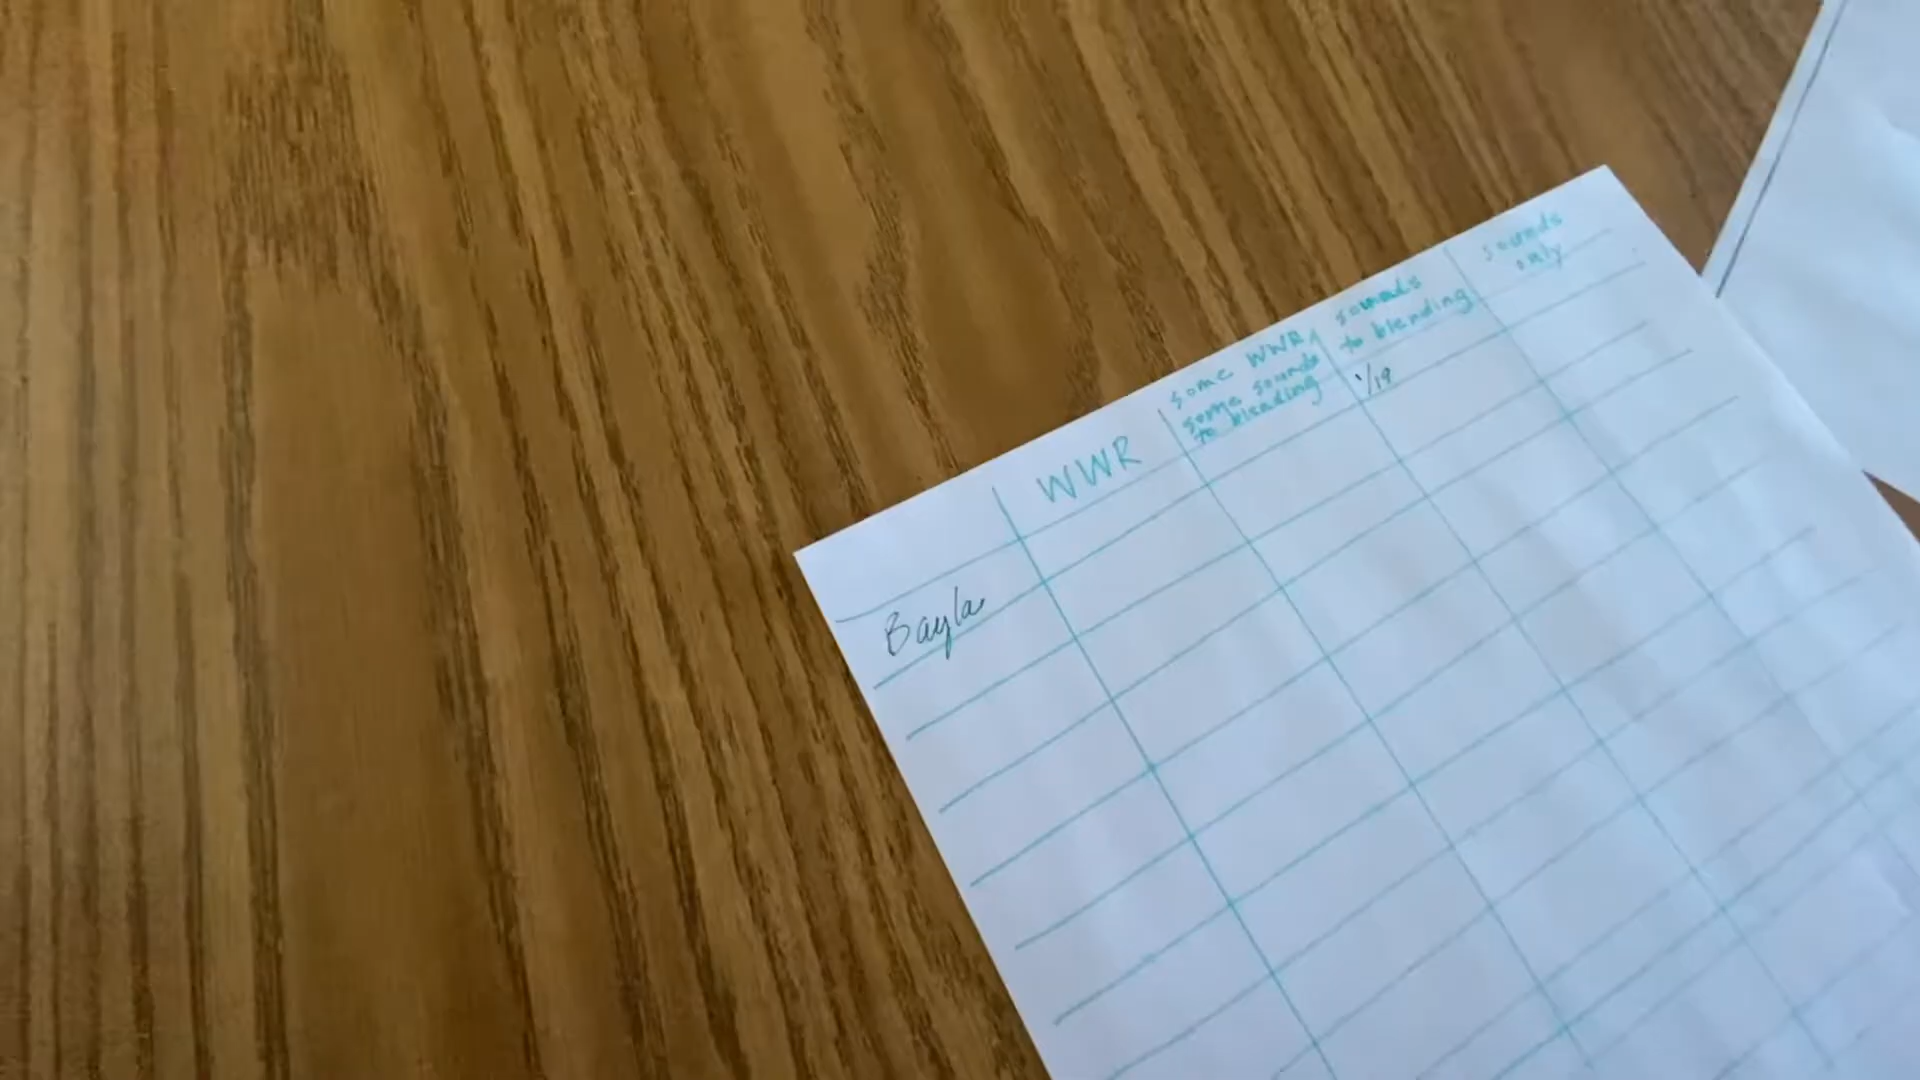 WWR
some WWR,
some sounds
to blending
sounds
to blending
sounds
only
Bayla
1/19